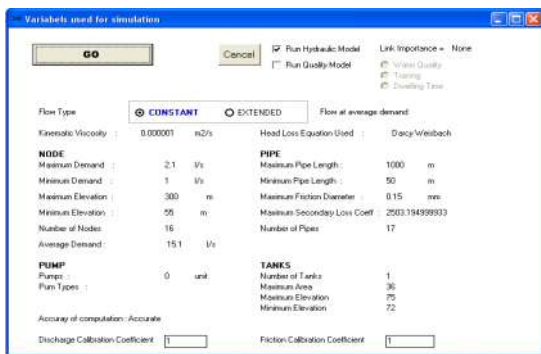 Variabels used for simulation
GO
Cancel
Run Hydraulic Model
Run Quality Model
Link Importance = None
Water Quality
Training
Dwelling Time
Flow Type
CONSTANT
EXTENDED
Flow at average demand
Kinematic Viscosity : 0.000001 m2/s
Head Loss Equation Used : Darcy Weisbach
NODE
Maximum Demand : 2.1 l/s
Minimum Demand : 1 l/s
Maximum Elevation : 300 m
Minimum Elevation : 55 m
Number of Nodes 16
Average Demand : 15.1 l/s
PIPE
Maximum Pipe Length : 1000 m
Minimum Pipe Length : 50 m
Maximum Friction Diameter : 0.15 mm
Maximum Secondary Loss Coeff : 2503.194999933
Number of Pipes 17
PUMP
Pumps : 0 unit
Pum Types :
TANKS
Number of Tanks 1
Maximum Area 36
Maximum Elevation 75
Minimum Elevation 72
Accuray of computation : Accurate
Discharge Calibration Coefficient 1
Friction Calibration Coefficient 1